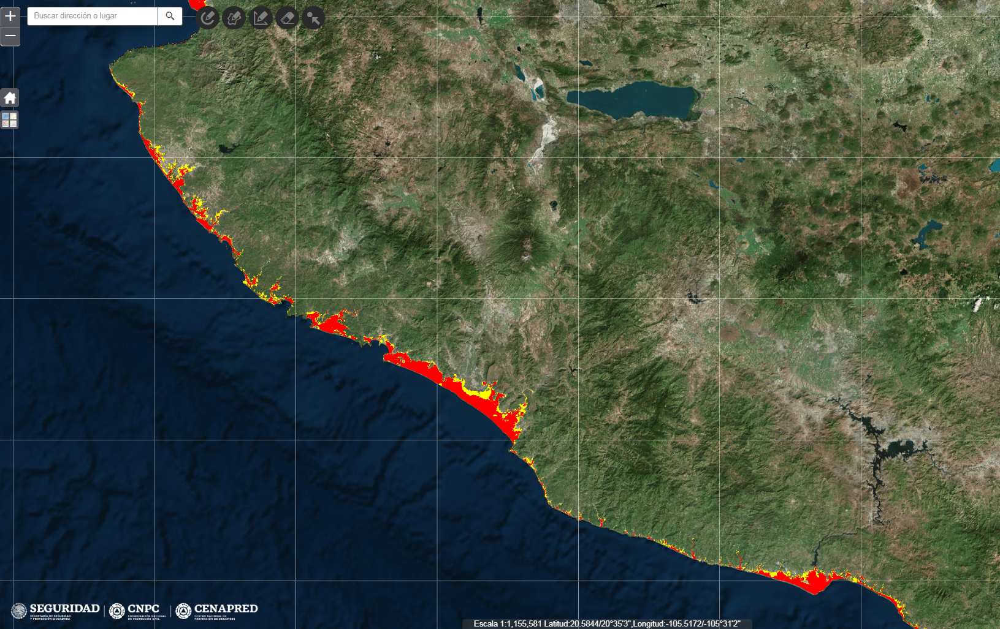 +
Buscar dirección o lugar
−
SEGURIDAD
SECRETARÍA DE SEGURIDAD
Y PROTECCIÓN CIUDADANA
CNPC
COORDINACIÓN NACIONAL
DE PROTECCIÓN CIVIL
CENAPRED
CENTRO NACIONAL DE
PREVENCIÓN DE DESASTRES
Escala 1:1,155,581 Latitud:20.5844/20°35'3",Longitud:-105.5172/-105°31'2"